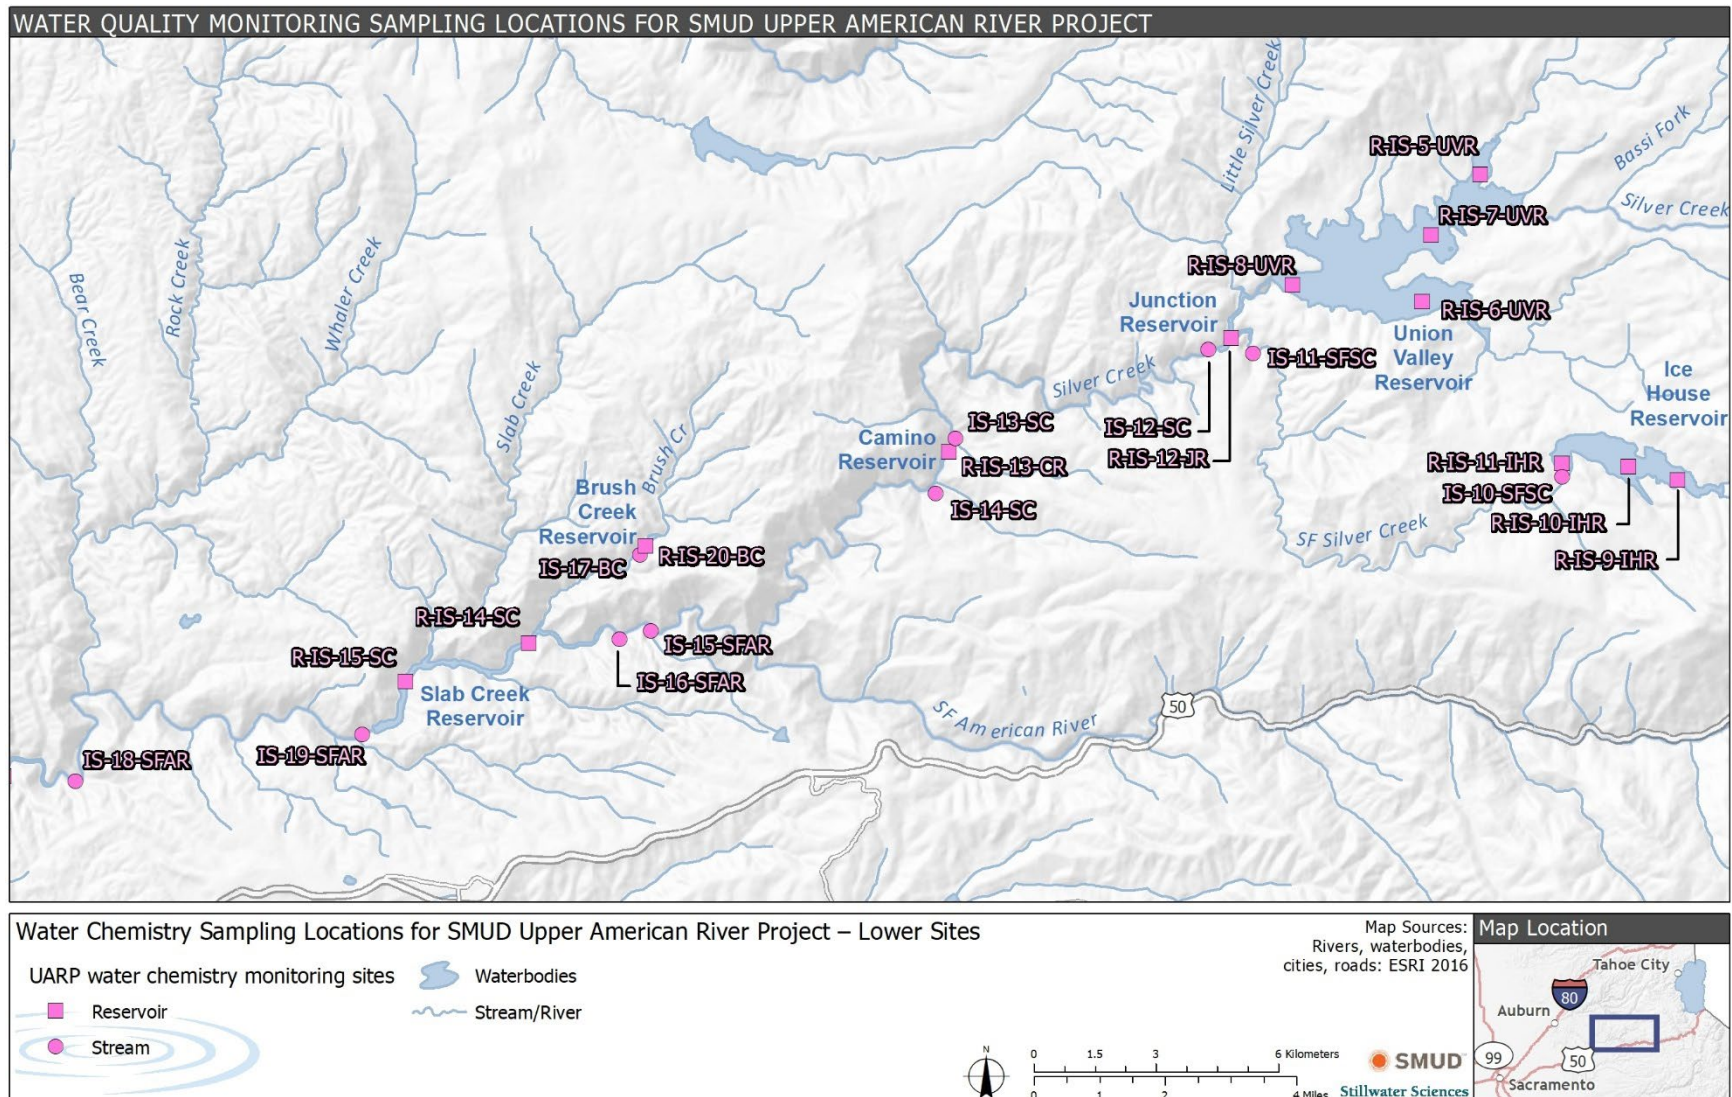 WATER QUALITY MONITORING SAMPLING LOCATIONS FOR SMUD UPPER AMERICAN RIVER PROJECT
Little Silver Creek
Bassi Fork
R-IS-5-UVR
Silver Creek
R-IS-7-UVR
Bear Creek
Rock Creek
Whaler Creek
R-IS-8-UVR
Junction
Reservoir
R-IS-6-UVR
Union
Valley
Reservoir
IS-11-SFSC
Ice
House
Reservoir
Slab Creek
Silver Creek
IS-12-SC
R-IS-12-JR
IS-13-SC
Camino
Reservoir
R-IS-13-CR
IS-14-SC
Brush Cr
R-IS-11-IHR
IS-10-SFSC
R-IS-10-IHR
R-IS-9-IHR
SF Silver Creek
Brush
Creek
Reservoir
IS-17-BC
R-IS-20-BC
R-IS-14-SC
IS-15-SFAR
IS-16-SFAR
R-IS-15-SC
Slab Creek
Reservoir
SF American River
50
IS-18-SFAR
IS-19-SFAR
Water Chemistry Sampling Locations for SMUD Upper American River Project – Lower Sites
UARP water chemistry monitoring sites
Reservoir
Stream
Waterbodies
Stream/River
Map Sources:
Rivers, waterbodies,
cities, roads: ESRI 2016
N
0 1.5 3 6 Kilometers
0 1 2 4 Miles
SMUD
Stillwater Sciences
Map Location
Tahoe City
80
Auburn
99
50
Sacramento